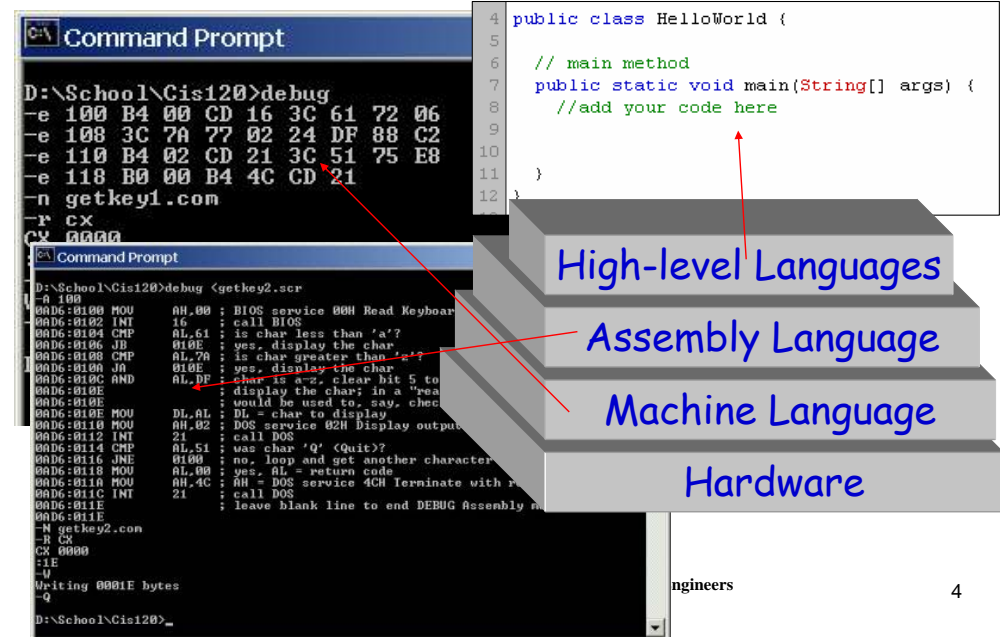 Command Prompt
D:\School\Cis120>debug
-e 100 B4 00 CD 16 3C 61 72 06
-e 108 3C 7A 77 02 24 DF 88 C2
-e 110 B4 02 CD 21 3C 51 75 E8
-e 118 B0 00 B4 4C CD 21
-n getkey1.com
-r cx
CX 0000
4 public class HelloWorld {
5
6 // main method
7 public static void main(String[] args) {
8 //add your code here
9
10
11 }
12 }
Command Prompt
D:\School\Cis120>debug <getkey2.scr
-A 100
0AD6:0100 MOV AH,00 ; BIOS service 00H Read Keyboar
0AD6:0102 INT 16 ; call BIOS
0AD6:0104 CMP AL,61 ; is char less than 'a'?
0AD6:0106 JB 010E ; yes, display the char
0AD6:0108 CMP AL,7A ; is char greater than 'z'?
0AD6:010A JA 010E ; yes, display the char
0AD6:010C AND AL,DF ; char is a-z, clear bit 5 to
0AD6:010E ; display the char; in a "rea
0AD6:010E ; would be used to, say, chec
0AD6:010E MOV DL,AL ; DL = char to display
0AD6:0110 MOV AH,02 ; DOS service 02H Display output
0AD6:0112 INT 21 ; call DOS
0AD6:0114 CMP AL,51 ; was char 'Q' (Quit)?
0AD6:0116 JNE 0100 ; no, loop and get another character
0AD6:0118 MOV AL,00 ; yes, AL = return code
0AD6:011A MOV AH,4C ; AH = DOS service 4CH Terminate with r
0AD6:011C INT 21 ; call DOS
0AD6:011E ; leave blank line to end DEBUG Assembly m
0AD6:011E
-N getkey2.com
-R CX
CX 0000
:1E
-W
Writing 0001E bytes
-Q
D:\School\Cis120>_
High-level Languages
Assembly Language
Machine Language
Hardware
ngineers
4